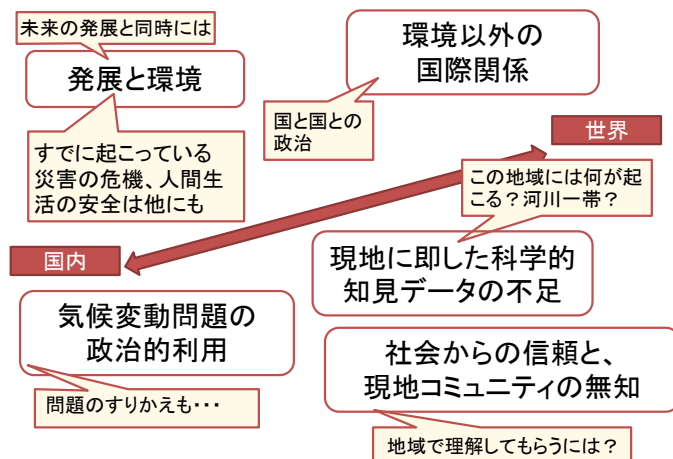 未来の発展と同時には
発展と環境
すでに起こっている
災害の危機、人間生
活の安全は他にも
環境以外の
国際関係
国と国との
政治
世界
この地域には何が起
こる？河川一帯？
現地に即した科学的
知見データの不足
国内
気候変動問題の
政治的利用
問題のすりかえも・・・
社会からの信頼と、
現地コミュニティの無知
地域で理解してもらうには？